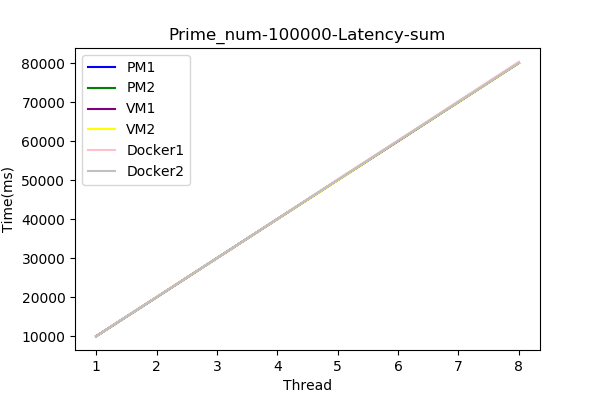 Prime_num-100000-Latency-sum
PM1
PM2
VM1
VM2
Docker1
Docker2
Time(ms)
80000
70000
60000
50000
40000
30000
20000
10000
1 2 3 4 5 6 7 8
Thread